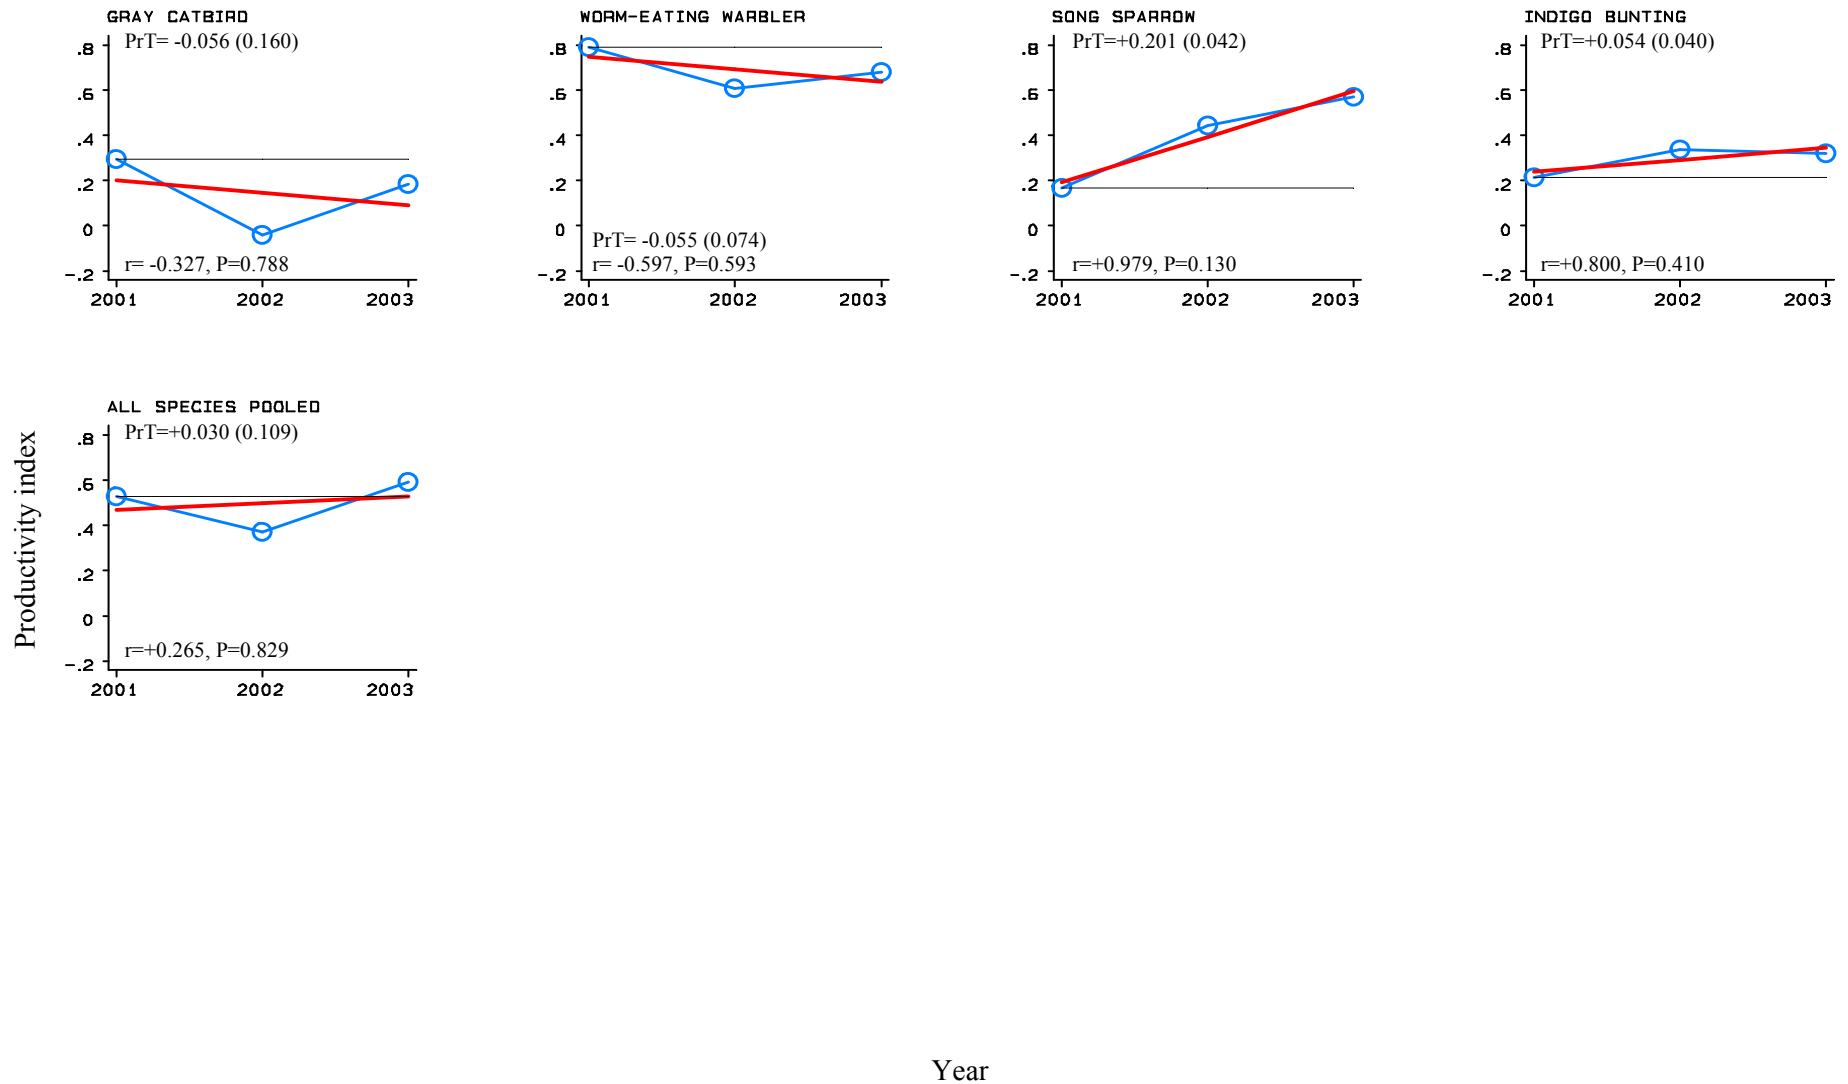 GRAY CATBIRD
PrT= -0.056 (0.160)
.8
.6
.4
.2
0
-.2
r= -0.327, P=0.788
2001 2002 2003
WORM-EATING WARBLER
.8
.6
.4
.2
0
-.2
PrT= -0.055 (0.074)
r= -0.597, P=0.593
2001 2002 2003
SONG SPARROW
PrT=+0.201 (0.042)
.8
.6
.4
.2
0
-.2
r=+0.979, P=0.130
2001 2002 2003
INDIGO BUNTING
PrT=+0.054 (0.040)
.8
.6
.4
.2
0
-.2
r=+0.800, P=0.410
2001 2002 2003
ALL SPECIES POOLED
PrT=+0.030 (0.109)
.8
.6
.4
.2
0
-.2
r=+0.265, P=0.829
2001 2002 2003
Productivity index
Year